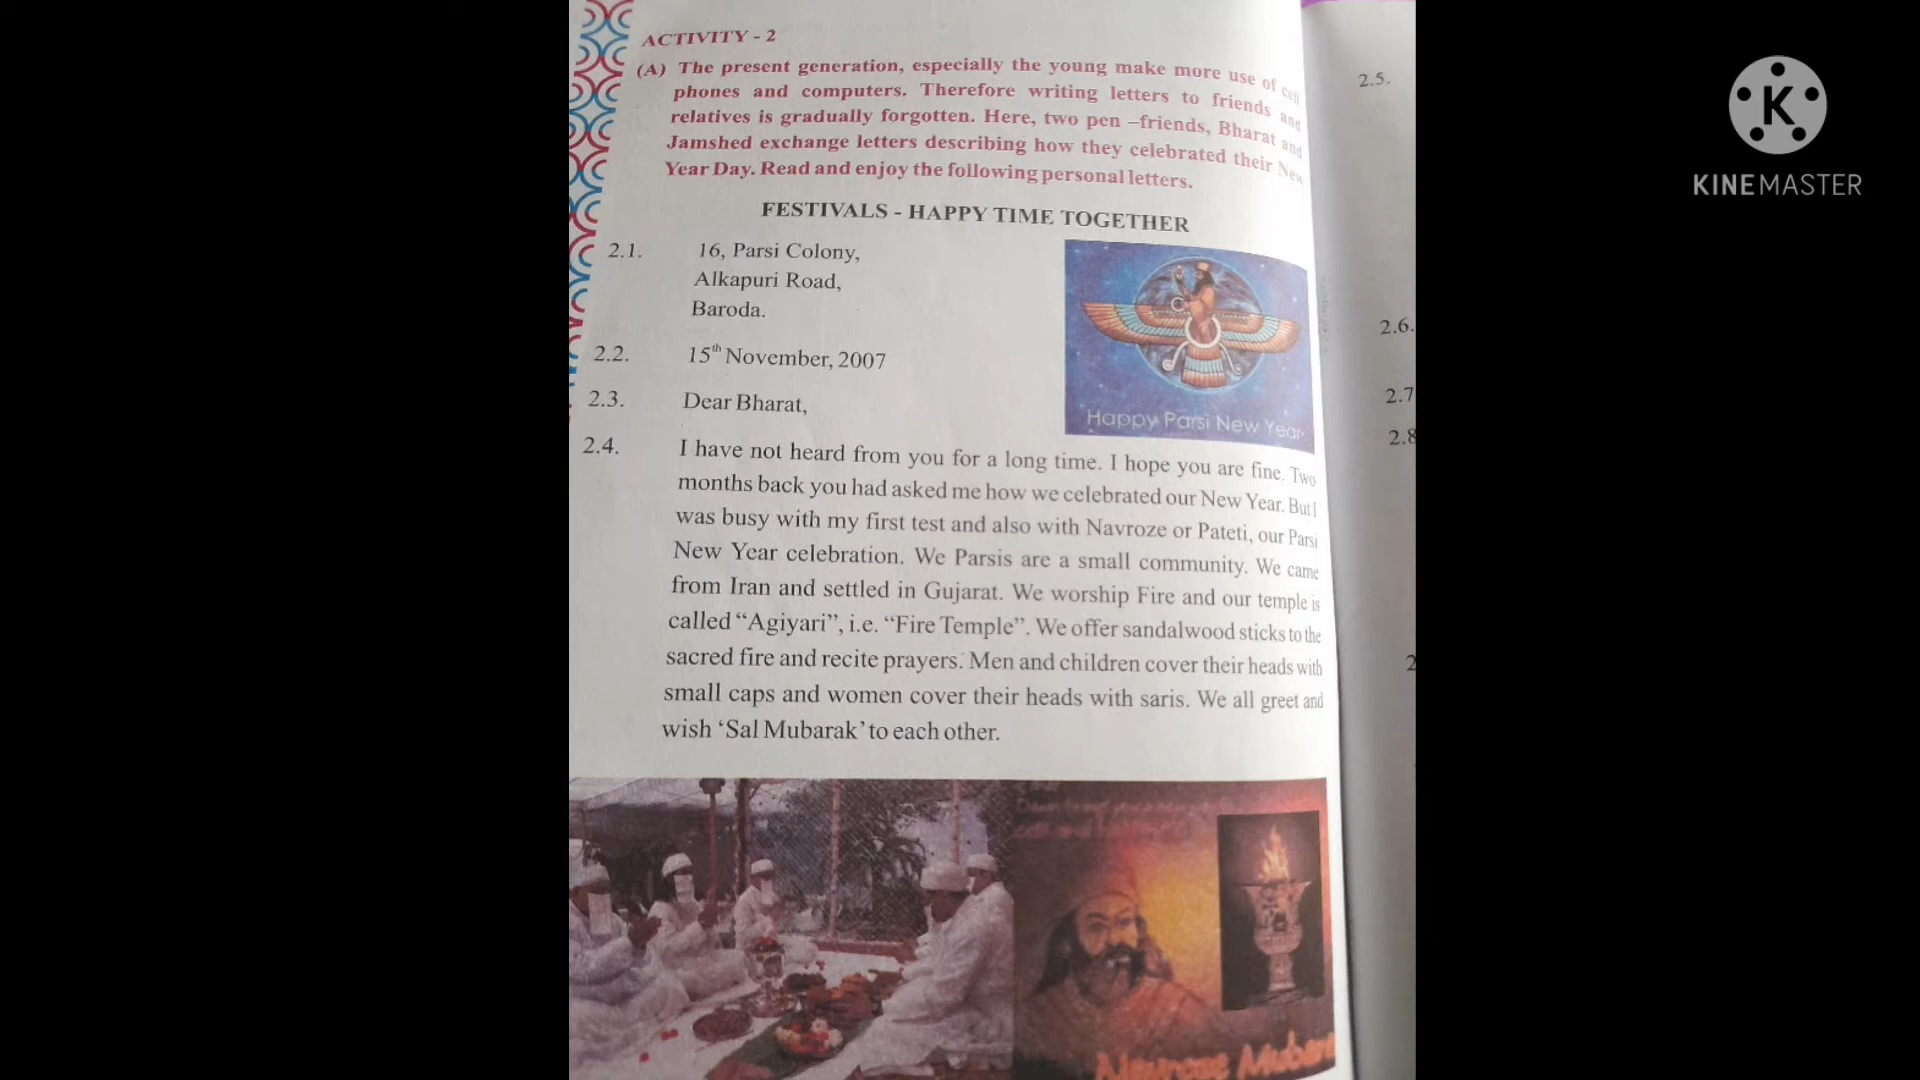 ACTIVITY - 2
(A) The present generation, especially the young make more use of cell
phones and computers. Therefore writing letters to friends and
relatives is gradually forgotten. Here, two pen –friends, Bharat and
Jamshed exchange letters describing how they celebrated their New
Year Day. Read and enjoy the following personal letters.
FESTIVALS - HAPPY TIME TOGETHER
2.1. 16, Parsi Colony,
Alkapuri Road,
Baroda.
2.2. 15th November, 2007
2.3. Dear Bharat,
Happy Parsi New Year
2.4. I have not heard from you for a long time. I hope you are fine. Two
months back you had asked me how we celebrated our New Year. But I
was busy with my first test and also with Navroze or Pateti, our Parsi
New Year celebration. We Parsis are a small community. We came
from Iran and settled in Gujarat. We worship Fire and our temple is
called “Agiyari”, i.e. “Fire Temple”. We offer sandalwood sticks to the
sacred fire and recite prayers. Men and children cover their heads with
small caps and women cover their heads with saris. We all greet and
wish ‘Sal Mubarak’ to each other.
2.5.
2.6.
2.7
2.8
2
KINEMASTER